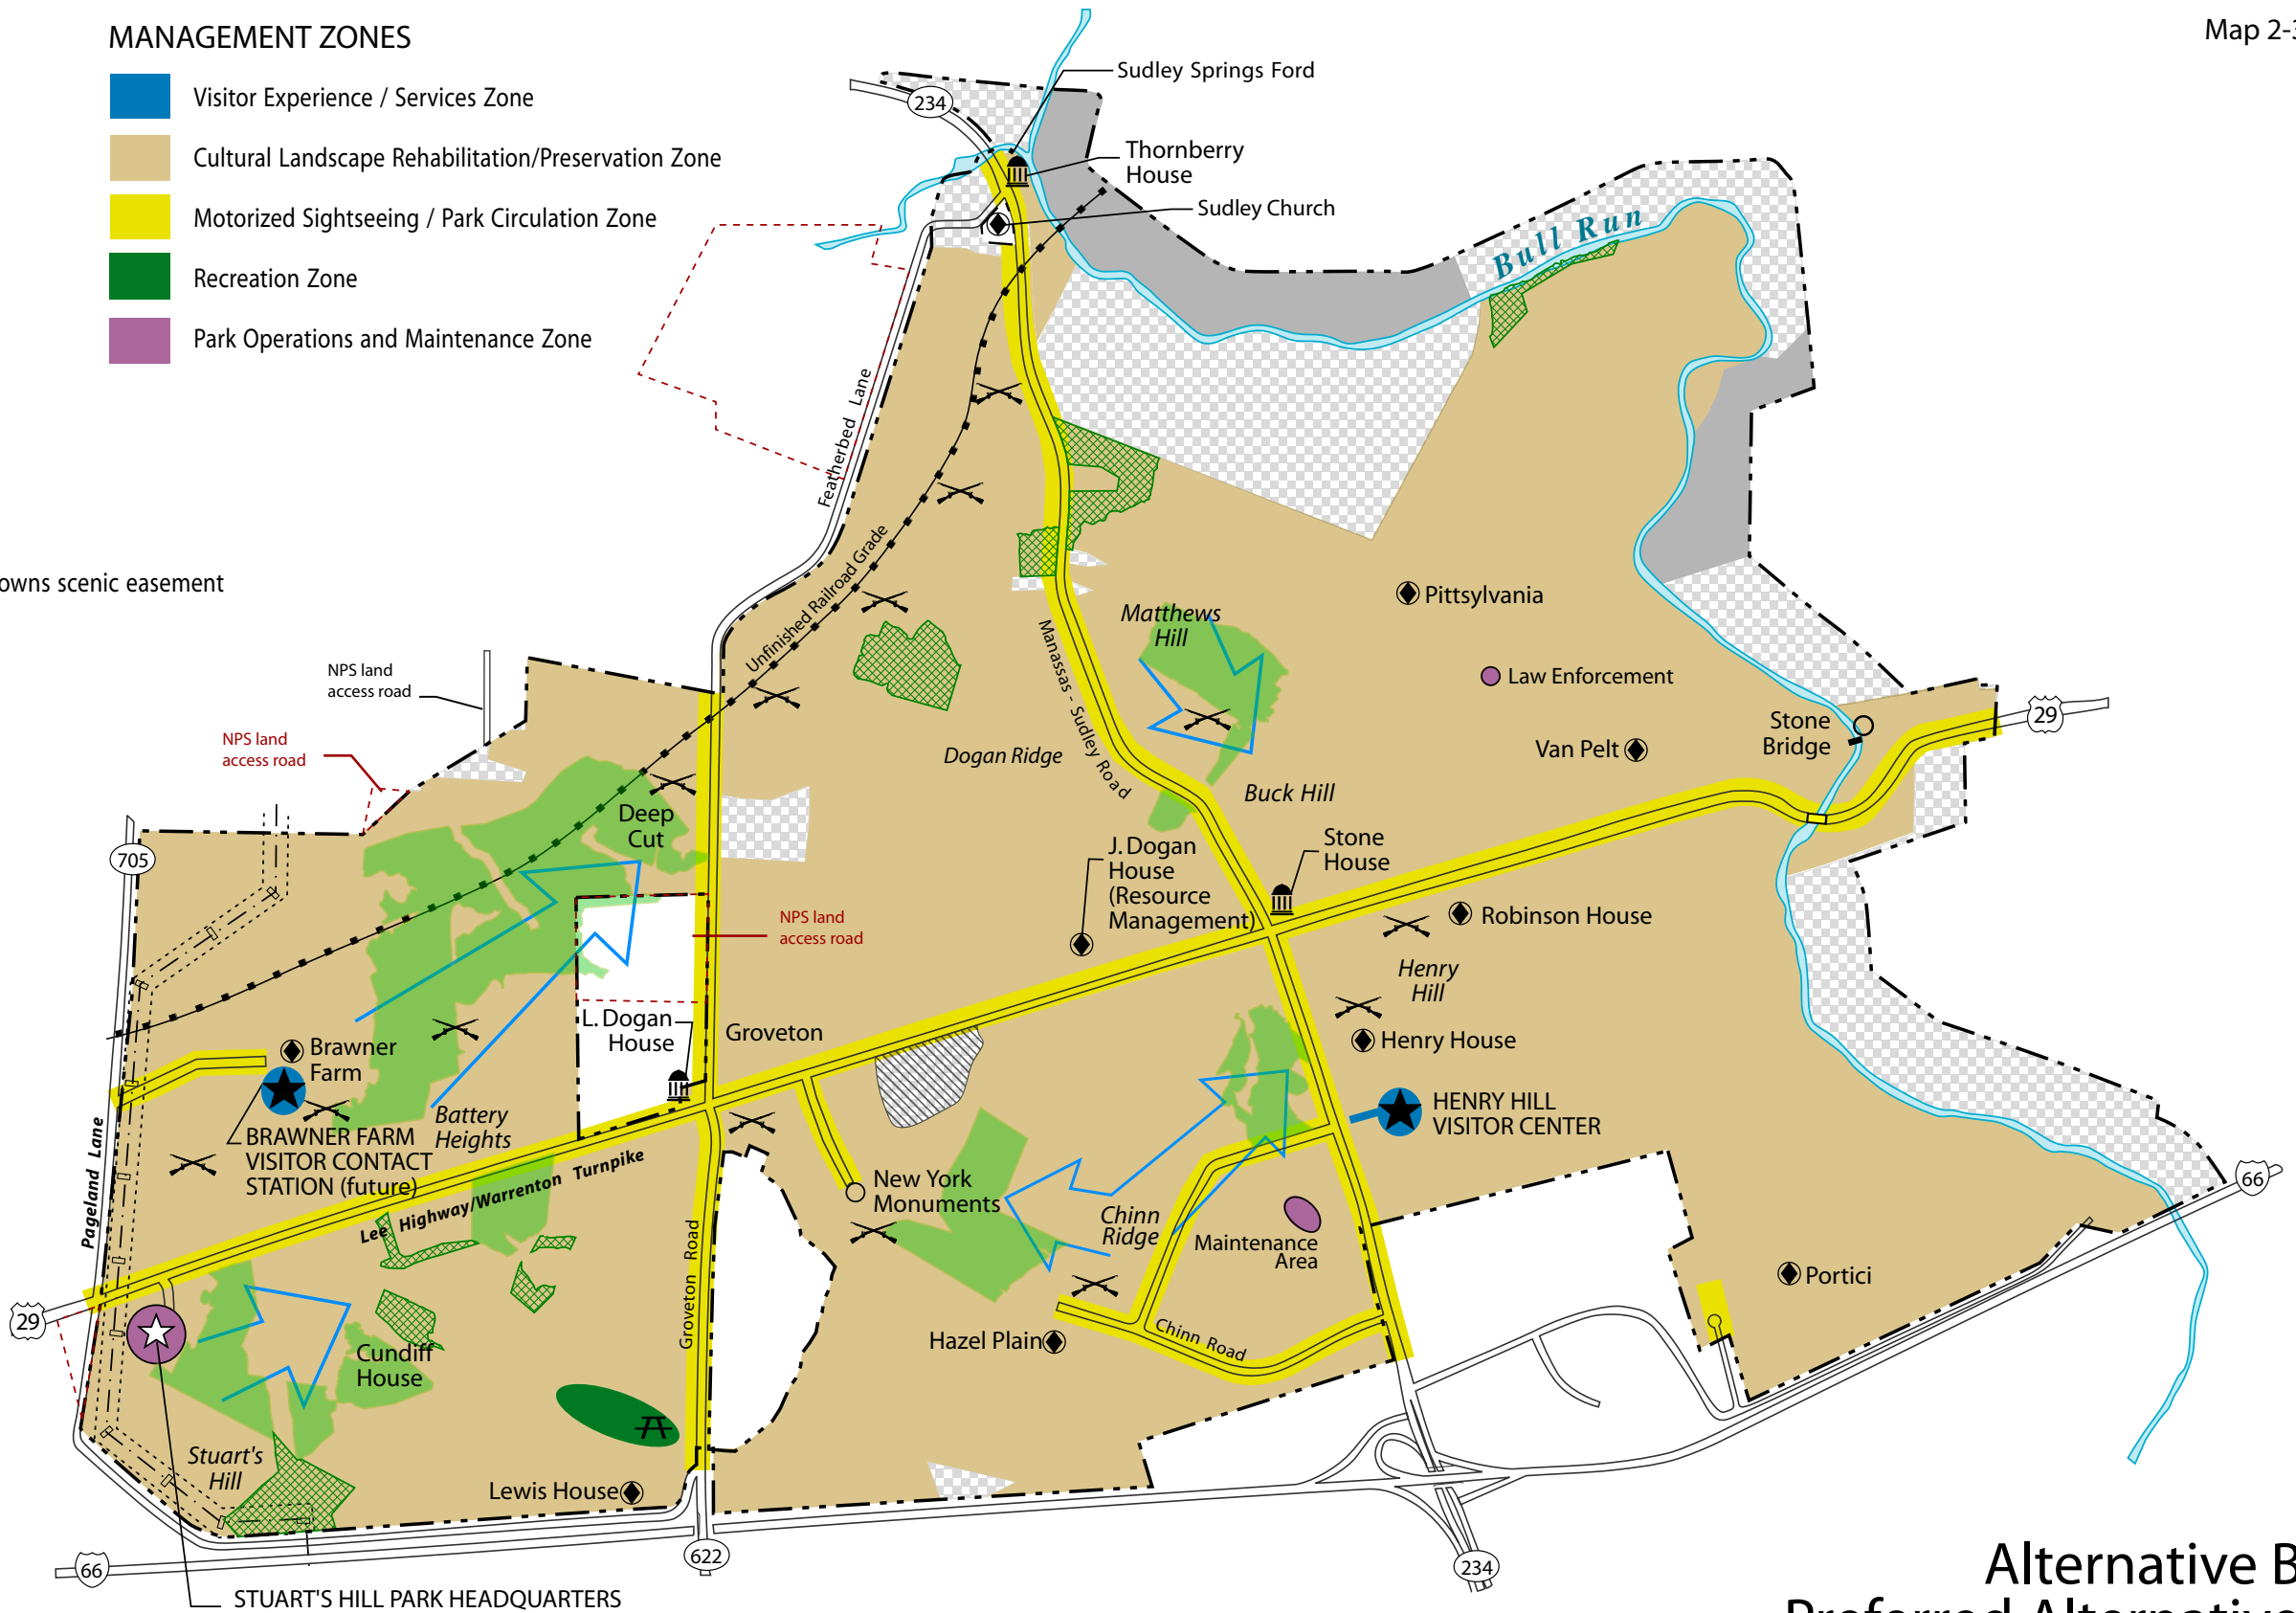 MANAGEMENT ZONES
Visitor Experience / Services Zone
Cultural Landscape Rehabilitation/Preservation Zone
Motorized Sightseeing / Park Circulation Zone
Recreation Zone
Park Operations and Maintenance Zone
Map 2-3
234
Sudley Springs Ford
Thornberry
House
Sudley Church
Bull Run
Featherbed Lane
Unfinished Railroad Grade
owns scenic easement
Manassas - Sudley Road
Matthews
Hill
Pittsylvania
Law Enforcement
Van Pelt
Stone
Bridge
29
NPS land
access road
NPS land
access road
Dogan Ridge
Buck Hill
Deep
Cut
705
J. Dogan
House
(Resource
Management)
Stone
House
Robinson House
NPS land
access road
Henry
Hill
L. Dogan
House
Groveton
Henry House
Brawner
Farm
Battery
Heights
BRAWNER FARM
VISITOR CONTACT
STATION (future)
HENRY HILL
VISITOR CENTER
Pageland Lane
Lee Highway/Warrenton Turnpike
New York
Monuments
Chinn
Ridge
Maintenance
Area
66
Groveton Road
Portici
29
Cundiff
House
Hazel Plain
Chinn Road
Stuart's
Hill
Lewis House
66
622
234
STUART'S HILL PARK HEADQUARTERS
Alternative B
Preferred Alternative